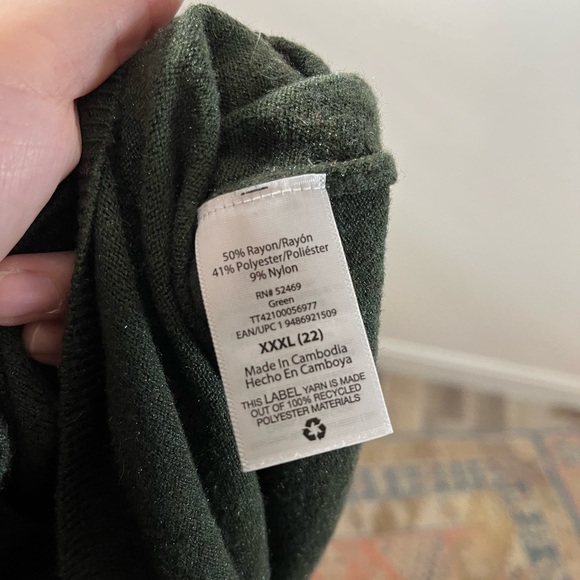 50% Rayon/Rayón
41% Polyester/Poliéster
9% Nylon
RN# 52469
Green
TT42100056977
EAN/UPC 1 9486921509
XXXL (22)
Made In Cambodia
Hecho En Camboya
THIS LABEL YARN IS MADE
OUT OF 100% RECYCLED
POLYESTER MATERIALS